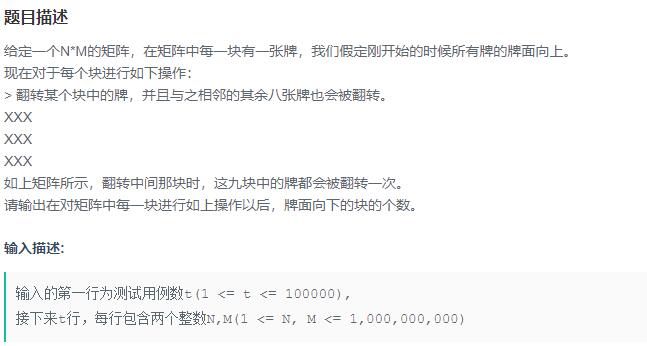 题目描述
给定一个N*M的矩阵，在矩阵中每一块有一张牌，我们假定刚开始的时候所有牌的牌面向上。
现在对于每个块进行如下操作：
> 翻转某个块中的牌，并且与之相邻的其余八张牌也会被翻转。
XXX
XXX
XXX
如上矩阵所示，翻转中间那块时，这九块中的牌都会被翻转一次。
请输出在对矩阵中每一块进行如上操作以后，牌面向下的块的个数。
输入描述:
输入的第一行为测试用例数t(1 <= t <= 100000),
接下来t行，每行包含两个整数N,M(1 <= N, M <= 1,000,000,000)